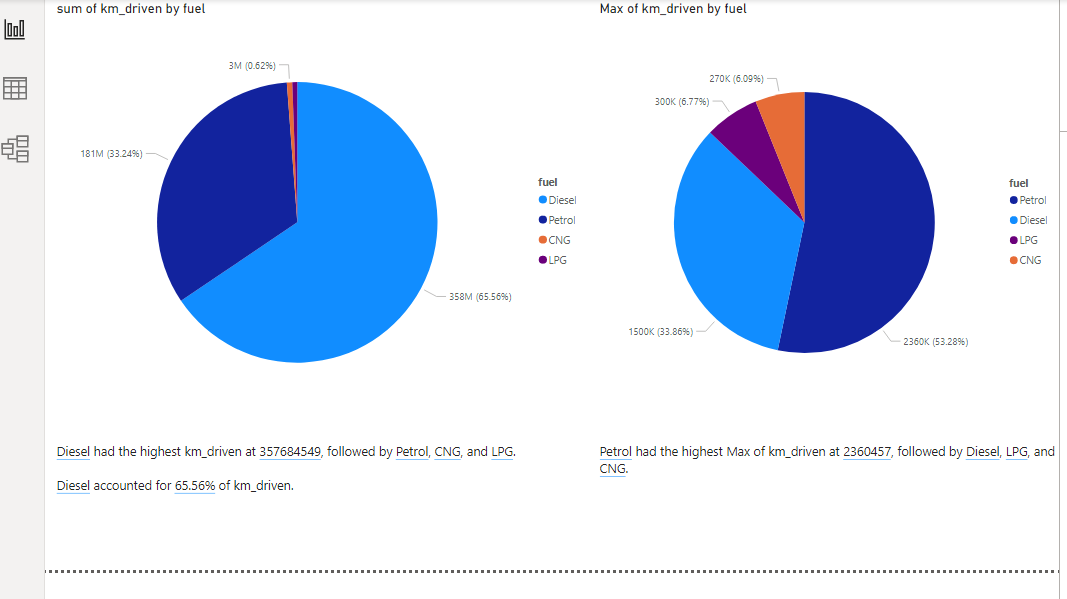 sum of km_driven by fuel
3M (0.62%)
181M (33.24%)
358M (65.56%)
fuel
Diesel
Petrol
CNG
LPG
Diesel had the highest km_driven at 357684549, followed by Petrol, CNG, and LPG.
Diesel accounted for 65.56% of km_driven.
Max of km_driven by fuel
270K (6.09%)
300K (6.77%)
1500K (33.86%)
2360K (53.28%)
fuel
Petrol
Diesel
LPG
CNG
Petrol had the highest Max of km_driven at 2360457, followed by Diesel, LPG, and
CNG.